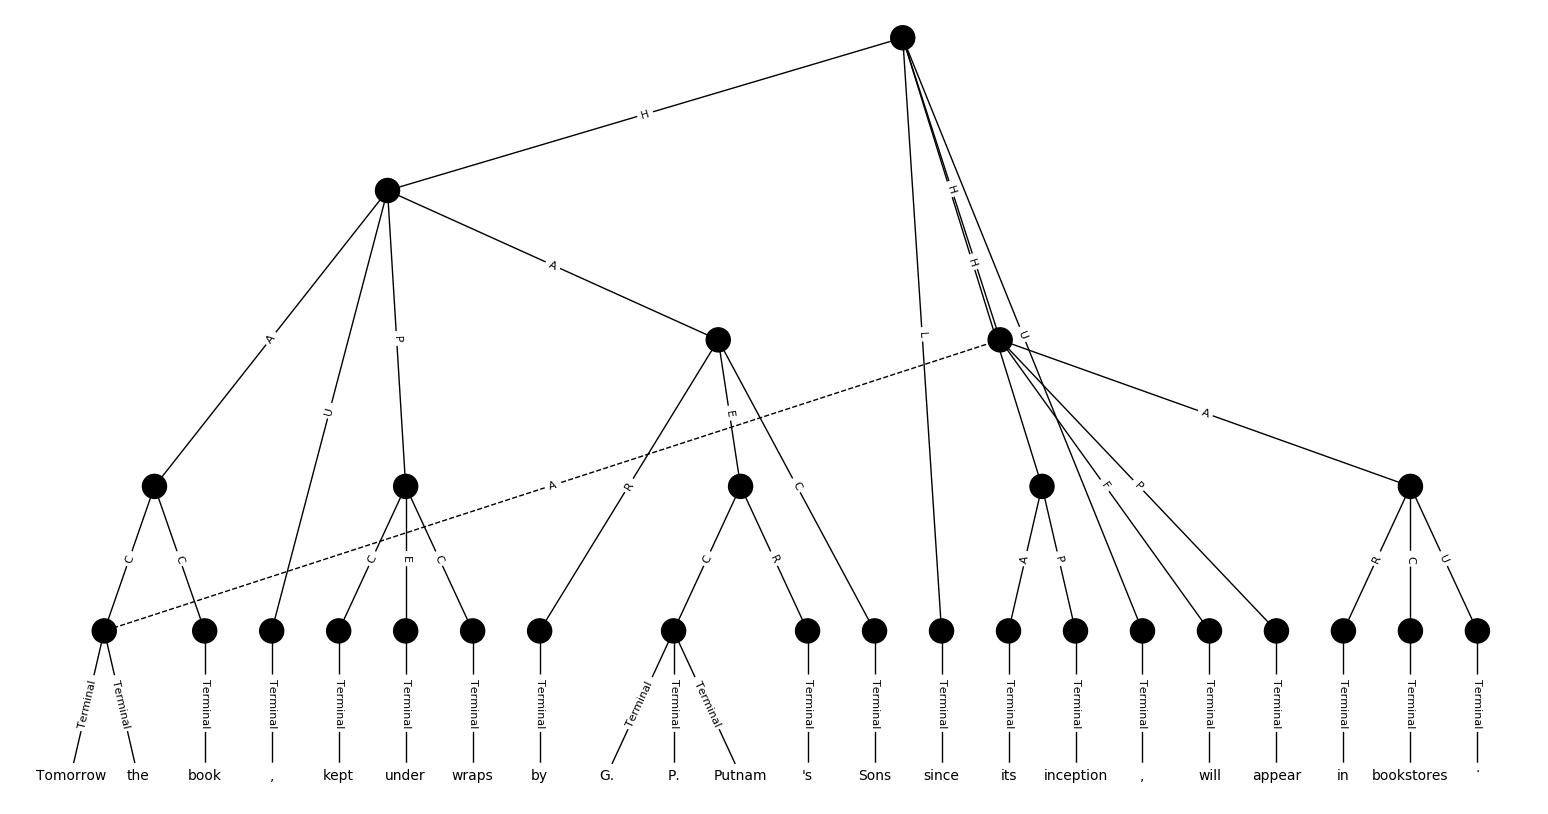 H
A
H
P
A
H
L
U
U
E
A
F
P
A
R
C
C
C
C
E
C
C
R
A
P
R
C
U
Terminal Terminal Terminal Terminal Terminal Terminal Terminal Terminal Terminal Terminal Terminal Terminal Terminal Terminal Terminal Terminal Terminal Terminal Terminal Terminal Terminal Terminal
Tomorrow the book , kept under wraps by G. P. Putnam 's Sons since its inception , will appear in bookstores .